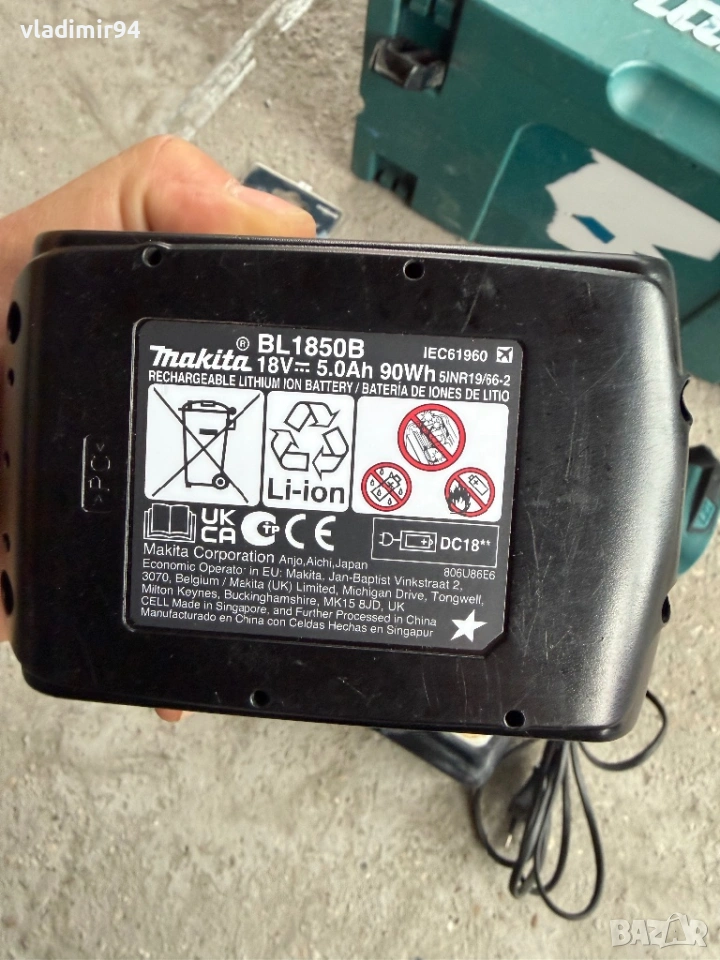 vladimir94
BL1850B
IEC61960
makita® 18V⎓ 5.0Ah 90Wh 5INR19/66-2
RECHARGEABLE LITHIUM ION BATTERY / BATERÍA DE IONES DE LITIO
>PC<
Li-ion
UK
CA
TP
CE
DC18**
Makita Corporation Anjo,Aichi,Japan
806U86E6
Economic Operator in EU: Makita, Jan-Baptist Vinkstraat 2,
3070, Belgium / Makita (UK) Limited, Michigan Drive, Tongwell,
Milton Keynes, Buckinghamshire, MK15 8JD, UK
CELL Made in Singapore, and Further Processed in China
Manufacturado en China con Celdas Hechas en Singapur
BAZAR